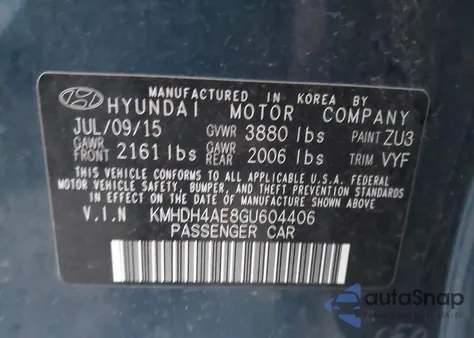 MANUFACTURED IN KOREA BY
HYUNDAI MOTOR COMPANY
JUL/09/15 GVWR 3880 lbs PAINT ZU3
GAWR FRONT 2161 lbs GAWR REAR 2006 lbs TRIM VYF
THIS VEHICLE CONFORMS TO ALL APPLICABLE U.S.A. FEDERAL
MOTOR VEHICLE SAFETY, BUMPER, AND THEFT PREVENTION STANDARDS
IN EFFECT ON THE DATE OF MANUFACTURE SHOWN ABOVE.
V.I.N KMHDH4AE8GU604406
PASSENGER CAR
autaSnap